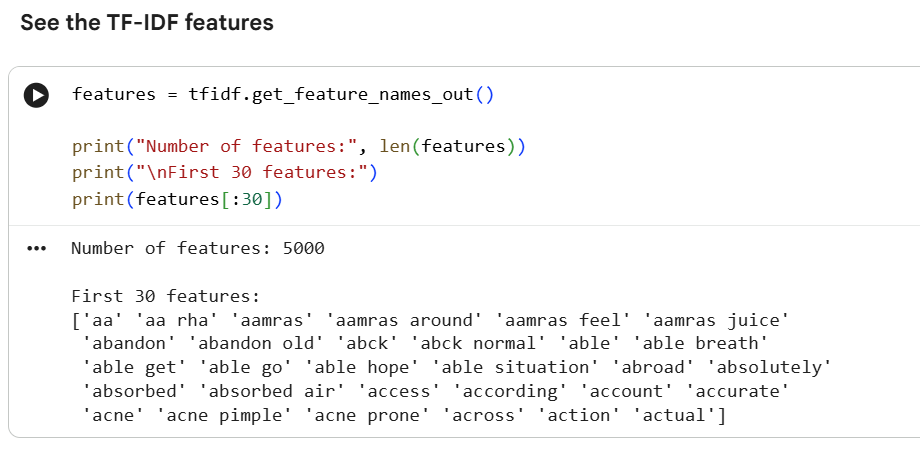 See the TF-IDF features
features = tfidf.get_feature_names_out()
print("Number of features:", len(features))
print("\nFirst 30 features:")
print(features[:30])
Number of features: 5000
First 30 features:
['aa' 'aa rha' 'aamras' 'aamras around' 'aamras feel' 'aamras juice'
'abandon' 'abandon old' 'abck' 'abck normal' 'able' 'able breath'
'able get' 'able go' 'able hope' 'able situation' 'abroad' 'absolutely'
'absorbed' 'absorbed air' 'access' 'according' 'account' 'accurate'
'acne' 'acne pimple' 'acne prone' 'across' 'action' 'actual']